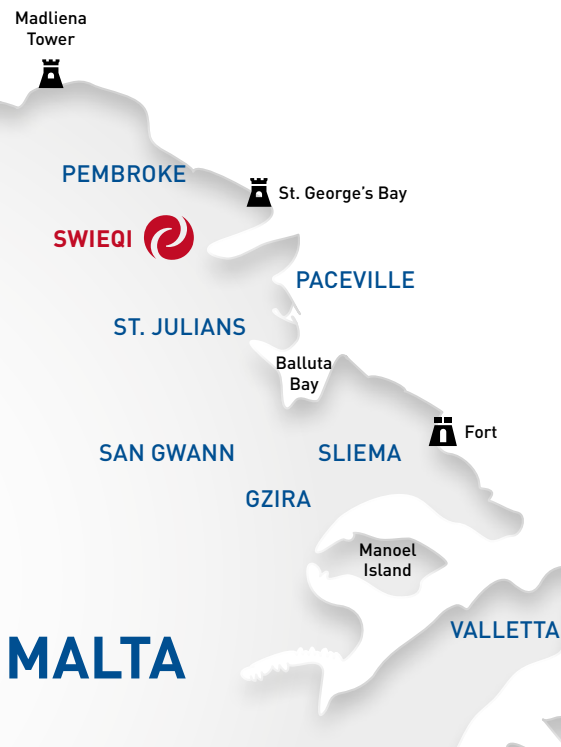 Madliena
Tower
PEMBROKE
St. George's Bay
SWIEQI
PACEVILLE
ST. JULIANS
Balluta
Bay
Fort
SAN GWANN
SLIEMA
GZIRA
Manoel
Island
VALLETTA
MALTA